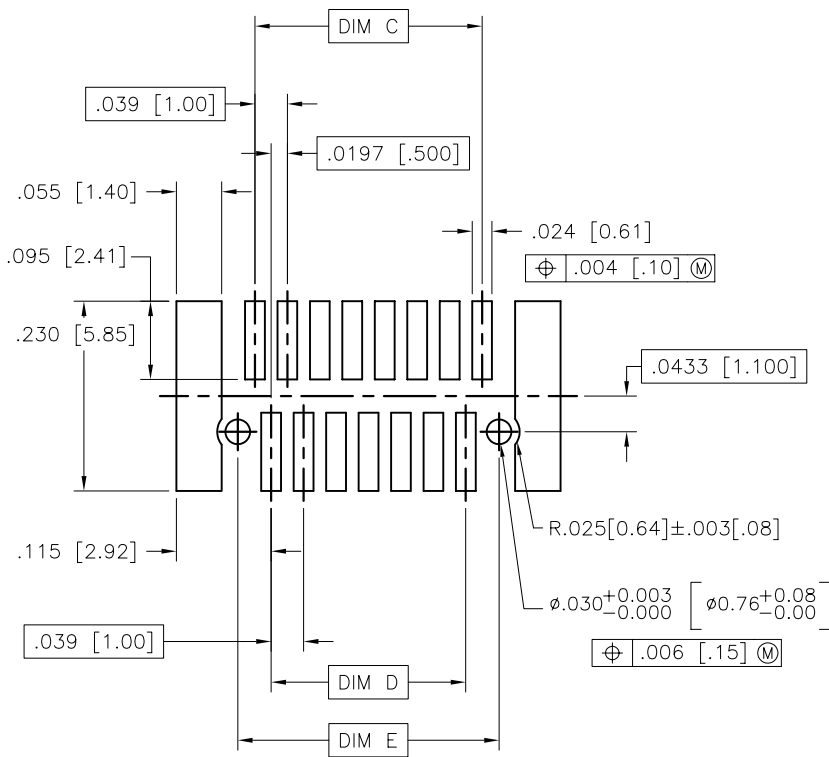 DIM C
.039 [1.00]
.0197 [.500]
.055 [1.40]
.024 [0.61]
.095 [2.41]
⌖ .004 [.10] Ⓜ
.230 [5.85]
.0433 [1.100]
R.025[0.64]±.003[.08]
.115 [2.92]
ø.030+0.003 -0.000 [ø0.76+0.08 -0.00]
.039 [1.00]
⌖ .006 [.15] Ⓜ
DIM D
DIM E